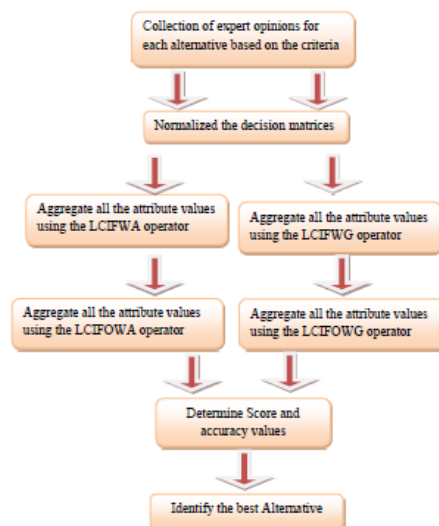 Collection of expert opinions for
each alternative based on the criteria
Normalized the decision matrices
Aggregate all the attribute values
using the LCIFWA operator
Aggregate all the attribute values
using the LCIFWG operator
Aggregate all the attribute values
using the LCIFOWA operator
Aggregate all the attribute values
using the LCIFOWG operator
Determine Score and
accuracy values
Identify the best Alternative